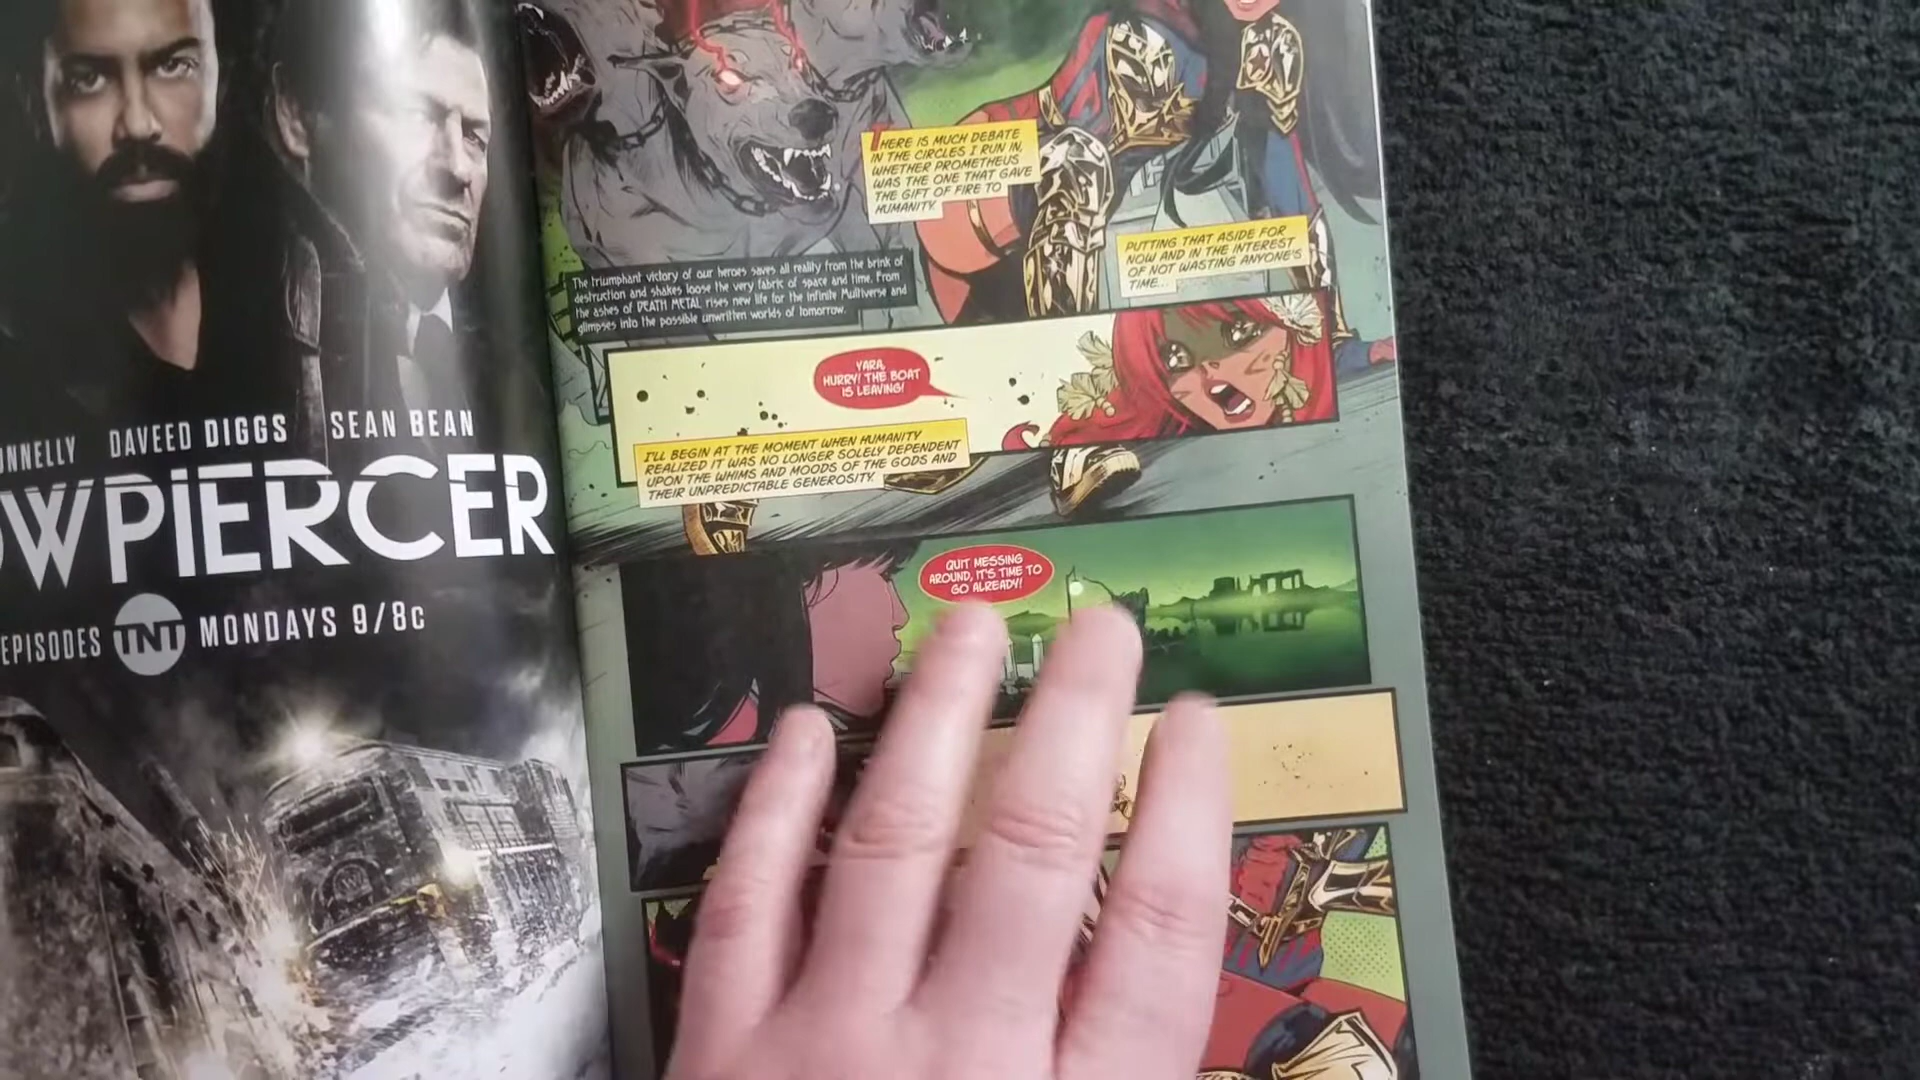 NNELLY DAVEED DIGGS SEAN BEAN
WPIERCER
EPISODES TNT MONDAYS 9/8c
THERE IS MUCH DEBATE
IN THE CIRCLES I RUN IN,
WHETHER PROMETHEUS
WAS THE ONE THAT GAVE
THE GIFT OF FIRE TO
HUMANITY.
PUTTING THAT ASIDE FOR
NOW AND IN THE INTEREST
OF NOT WASTING ANYONE'S
TIME...
The triumphant victory of our heroes saves all reality from the brink of
destruction and shakes loose the very fabric of space and time. From
the ashes of DEATH METAL rises new life for the Infinite Multiverse and
glimpses into the possible unwritten worlds of tomorrow.
YARA,
HURRY! THE BOAT
IS LEAVING!
I'LL BEGIN AT THE MOMENT WHEN HUMANITY
REALIZED IT WAS NO LONGER SOLELY DEPENDENT
UPON THE WHIMS AND MOODS OF THE GODS AND
THEIR UNPREDICTABLE GENEROSITY.
QUIT MESSING
AROUND, IT'S TIME TO
GO ALREADY!